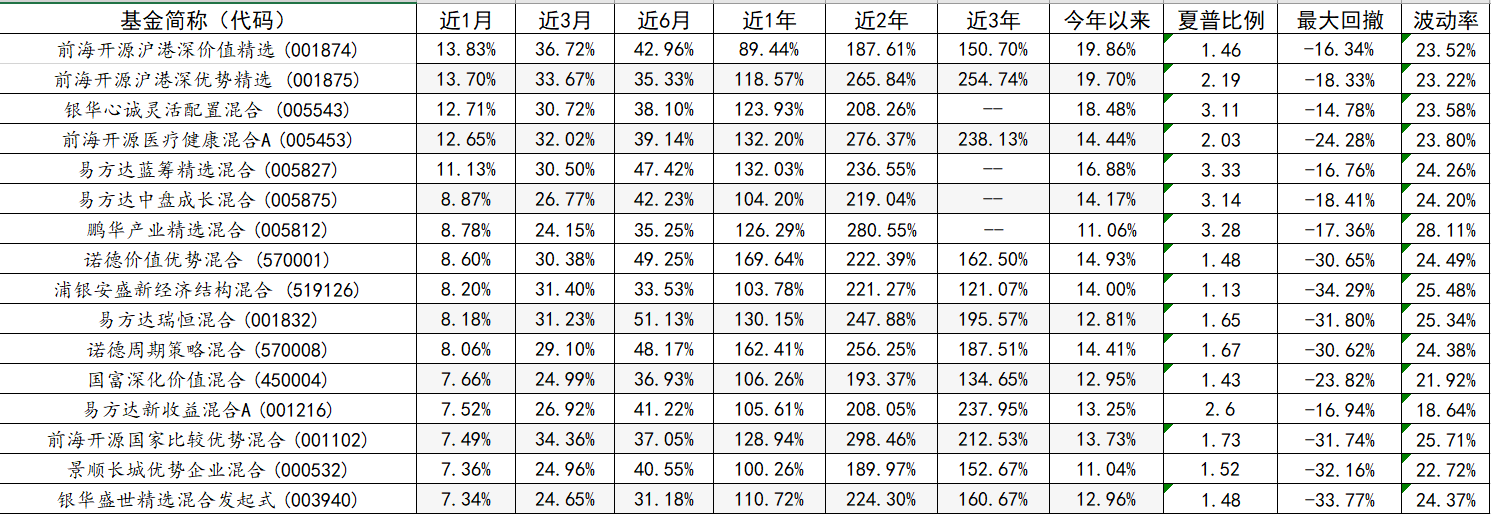 基金简称（代码） 近1月 近3月 近6月 近1年 近2年 近3年 今年以来 夏普比例 最大回撤 波动率
前海开源沪港深价值精选(001874) 13.83% 36.72% 42.96% 89.44% 187.61% 150.70% 19.86% 1.46 -16.34% 23.52%
前海开源沪港深优势精选 (001875) 13.70% 33.67% 35.33% 118.57% 265.84% 254.74% 19.70% 2.19 -18.33% 23.22%
银华心诚灵活配置混合 (005543) 12.71% 30.72% 38.10% 123.93% 208.26% -- 18.48% 3.11 -14.78% 23.58%
前海开源医疗健康混合A (005453) 12.65% 32.02% 39.14% 132.20% 276.37% 238.13% 14.44% 2.03 -24.28% 23.80%
易方达蓝筹精选混合(005827) 11.13% 30.50% 47.42% 132.03% 236.55% -- 16.88% 3.33 -16.76% 24.26%
易方达中盘成长混合(005875) 8.87% 26.77% 42.23% 104.20% 219.04% -- 14.17% 3.14 -18.41% 24.20%
鹏华产业精选混合(005812) 8.78% 24.15% 35.25% 126.29% 280.55% -- 11.06% 3.28 -17.36% 28.11%
诺德价值优势混合 (570001) 8.60% 30.38% 49.25% 169.64% 222.39% 162.50% 14.93% 1.48 -30.65% 24.49%
浦银安盛新经济结构混合 (519126) 8.20% 31.40% 33.53% 103.78% 221.27% 121.07% 14.00% 1.13 -34.29% 25.48%
易方达瑞恒混合(001832) 8.18% 31.23% 51.13% 130.15% 247.88% 195.57% 12.81% 1.65 -31.80% 25.34%
诺德周期策略混合(570008) 8.06% 29.10% 48.17% 162.41% 256.25% 187.51% 14.41% 1.67 -30.62% 24.38%
国富深化价值混合(450004) 7.66% 24.99% 36.93% 106.26% 193.37% 134.65% 12.95% 1.43 -23.82% 21.92%
易方达新收益混合A(001216) 7.52% 26.92% 41.22% 105.61% 208.05% 237.95% 13.25% 2.6 -16.94% 18.64%
前海开源国家比较优势混合(001102) 7.49% 34.36% 37.05% 128.94% 298.46% 212.53% 13.73% 1.73 -31.74% 25.71%
景顺长城优势企业混合(000532) 7.36% 24.96% 40.55% 100.26% 189.97% 152.67% 11.04% 1.52 -32.16% 22.72%
银华盛世精选混合发起式(003940) 7.34% 24.65% 31.18% 110.72% 224.30% 160.67% 12.96% 1.48 -33.77% 24.37%